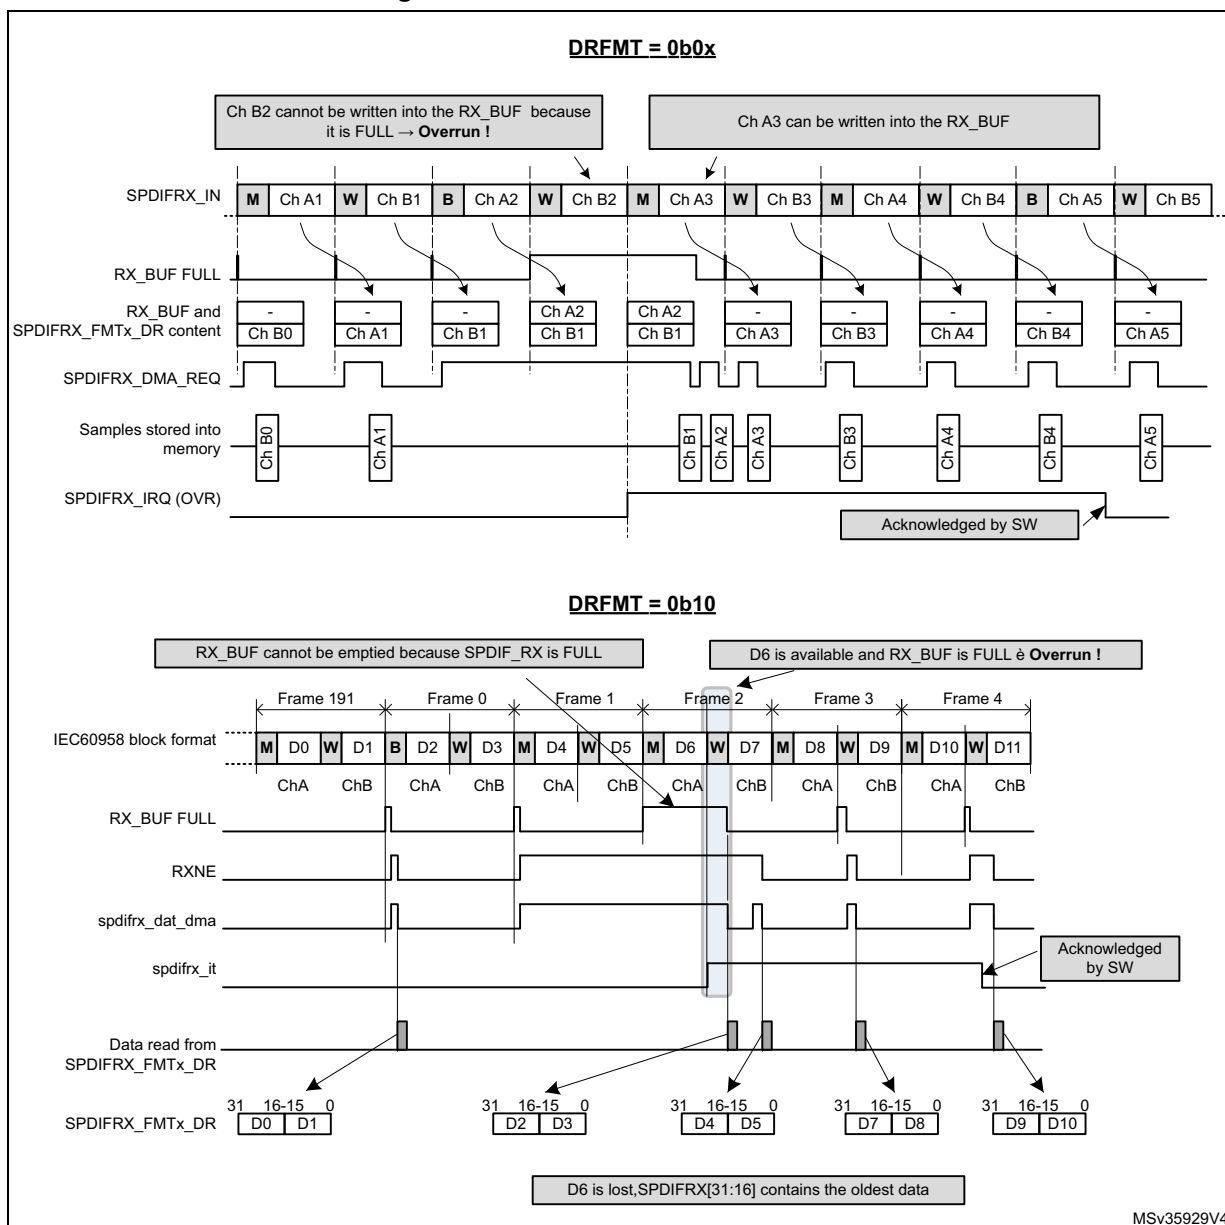 DRFMT = 0b0x
Ch B2 cannot be written into the RX_BUF because
it is FULL → Overrun !
Ch A3 can be written into the RX_BUF
SPDIFRX_IN
M Ch A1 W Ch B1 B Ch A2 W Ch B2 M Ch A3 W Ch B3 M Ch A4 W Ch B4 B Ch A5 W Ch B5
RX_BUF FULL
RX_BUF and
SPDIFRX_FMTx_DR content
- - - Ch A2 Ch A2 - - - - -
Ch B0 Ch A1 Ch B1 Ch B1 Ch B1 Ch A3 Ch B3 Ch A4 Ch B4 Ch A5
SPDIFRX_DMA_REQ
Samples stored into
memory
Ch B0 Ch A1 Ch B1 Ch A2 Ch A3 Ch B3 Ch A4 Ch B4 Ch A5
SPDIFRX_IRQ (OVR)
Acknowledged by SW
DRFMT = 0b10
RX_BUF cannot be emptied because SPDIF_RX is FULL
D6 is available and RX_BUF is FULL è Overrun !
Frame 191 Frame 0 Frame 1 Frame 2 Frame 3 Frame 4
IEC60958 block format
M D0 W D1 B D2 W D3 M D4 W D5 M D6 W D7 M D8 W D9 M D10 W D11
ChA ChB ChA ChB ChA ChB ChA ChB ChA ChB ChA ChB
RX_BUF FULL
RXNE
spdifrx_dat_dma
spdifrx_it
Acknowledged
by SW
Data read from
SPDIFRX_FMTx_DR
31 16-15 0 31 16-15 0 31 16-15 0 31 16-15 0 31 16-15 0
SPDIFRX_FMTx_DR
D0 D1 D2 D3 D4 D5 D7 D8 D9 D10
D6 is lost,SPDIFRX[31:16] contains the oldest data
MSv35929V4